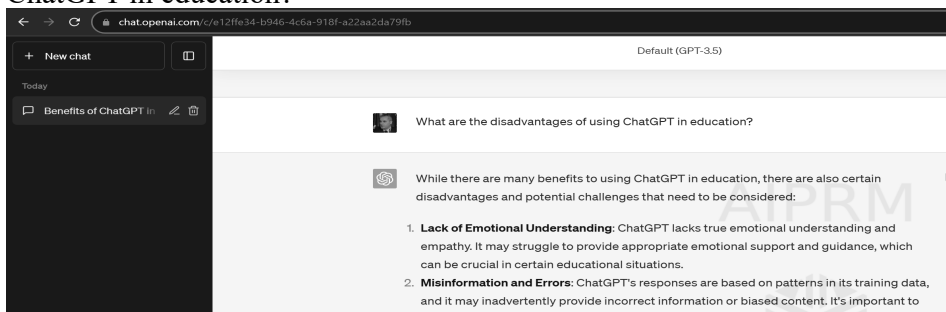 ChatGPT in education?
chat.openai.com/c/e12ffe34-b946-4c6a-918f-a22aa2da79fb
+ New chat
Default (GPT-3.5)
Today
Benefits of ChatGPT in
What are the disadvantages of using ChatGPT in education?
While there are many benefits to using ChatGPT in education, there are also certain
disadvantages and potential challenges that need to be considered:
AIPRM
1. Lack of Emotional Understanding: ChatGPT lacks true emotional understanding and
empathy. It may struggle to provide appropriate emotional support and guidance, which
can be crucial in certain educational situations.
2. Misinformation and Errors: ChatGPT's responses are based on patterns in its training data,
and it may inadvertently provide incorrect information or biased content. It's important to